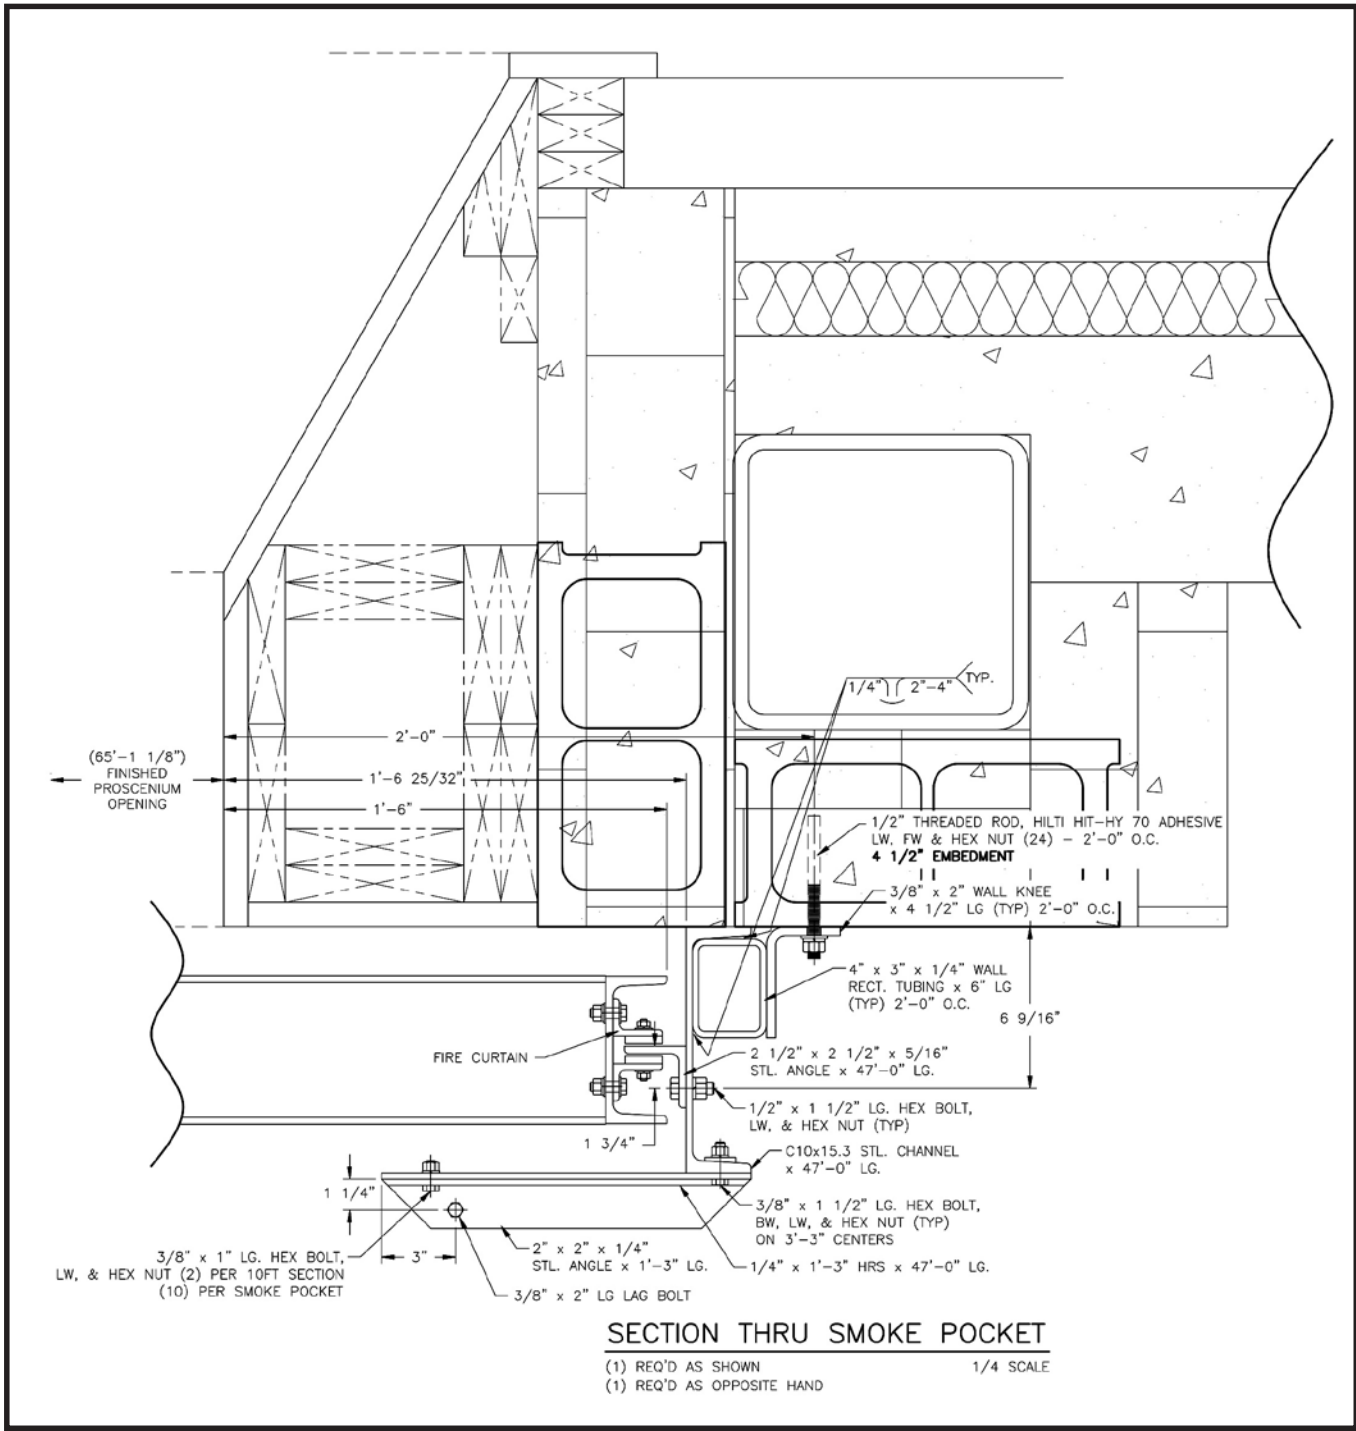 1/4" 2"-4" TYP.
2'-0"
(65'-1 1/8")
FINISHED
PROSCENIUM
OPENING
1'-6 25/32"
1'-6"
1/2" THREADED ROD, HILTI HIT-HY 70 ADHESIVE
LW, FW & HEX NUT (24) - 2'-0" O.C.
4 1/2" EMBEDMENT
3/8" x 2" WALL KNEE
x 4 1/2" LG (TYP) 2'-0" O.C.
4" x 3" x 1/4" WALL
RECT. TUBING x 6" LG
(TYP) 2'-0" O.C.
6 9/16"
FIRE CURTAIN
2 1/2" x 2 1/2" x 5/16"
STL. ANGLE x 47'-0" LG.
1/2" x 1 1/2" LG. HEX BOLT,
LW, & HEX NUT (TYP)
1 3/4"
C10x15.3 STL. CHANNEL
x 47'-0" LG.
1 1/4"
3/8" x 1 1/2" LG. HEX BOLT,
BW, LW, & HEX NUT (TYP)
ON 3'-3" CENTERS
3/8" x 1" LG. HEX BOLT,
LW, & HEX NUT (2) PER 10FT SECTION
(10) PER SMOKE POCKET
3"
2" x 2" x 1/4"
STL. ANGLE x 1'-3" LG.
1/4" x 1'-3" HRS x 47'-0" LG.
3/8" x 2" LG LAG BOLT
SECTION THRU SMOKE POCKET
(1) REQ'D AS SHOWN 1/4 SCALE
(1) REQ'D AS OPPOSITE HAND